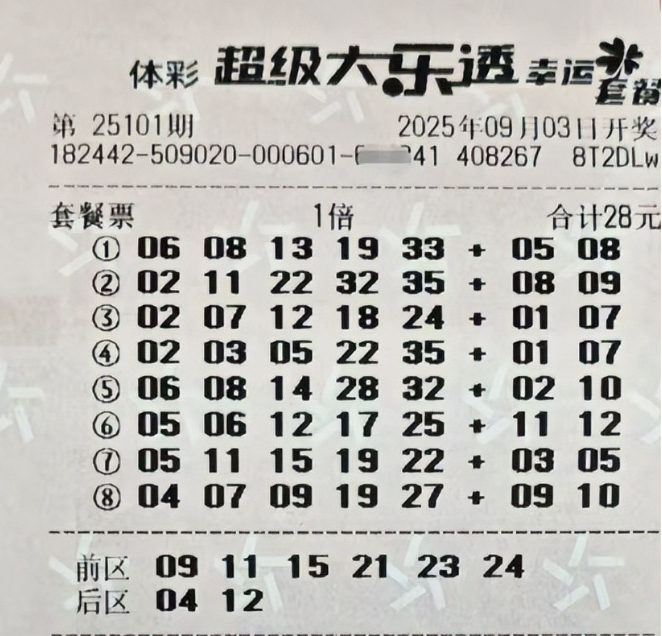 体彩 超级大乐透 幸运套餐
第 25101期 2025年09月03日开奖
182442-509020-000601- 41 408267 8T2DLw
套餐票 1倍 合计28元
① 06 08 13 19 33 + 05 08
② 02 11 22 32 35 + 08 09
③ 02 07 12 18 24 + 01 07
④ 02 03 05 22 35 + 01 07
⑤ 06 08 14 28 32 + 02 10
⑥ 05 06 12 17 25 + 11 12
⑦ 05 11 15 19 22 + 03 05
⑧ 04 07 09 19 27 + 09 10
前区 09 11 15 21 23 24
后区 04 12